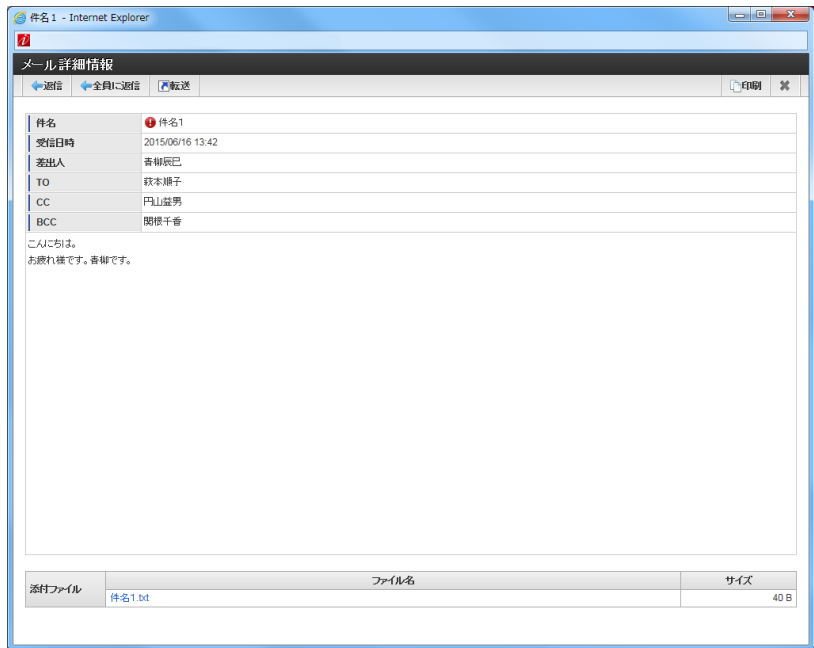 件名1 - Internet Explorer
メール詳細情報
返信 全員に返信 転送 印刷
件名 件名1
受信日時 2015/06/16 13:42
差出人 青柳辰巳
TO 萩本順子
CC 円山益男
BCC 関根千香
こんにちは。
お疲れ様です。青柳です。
ファイル名 サイズ
添付ファイル
件名1.txt 40 B